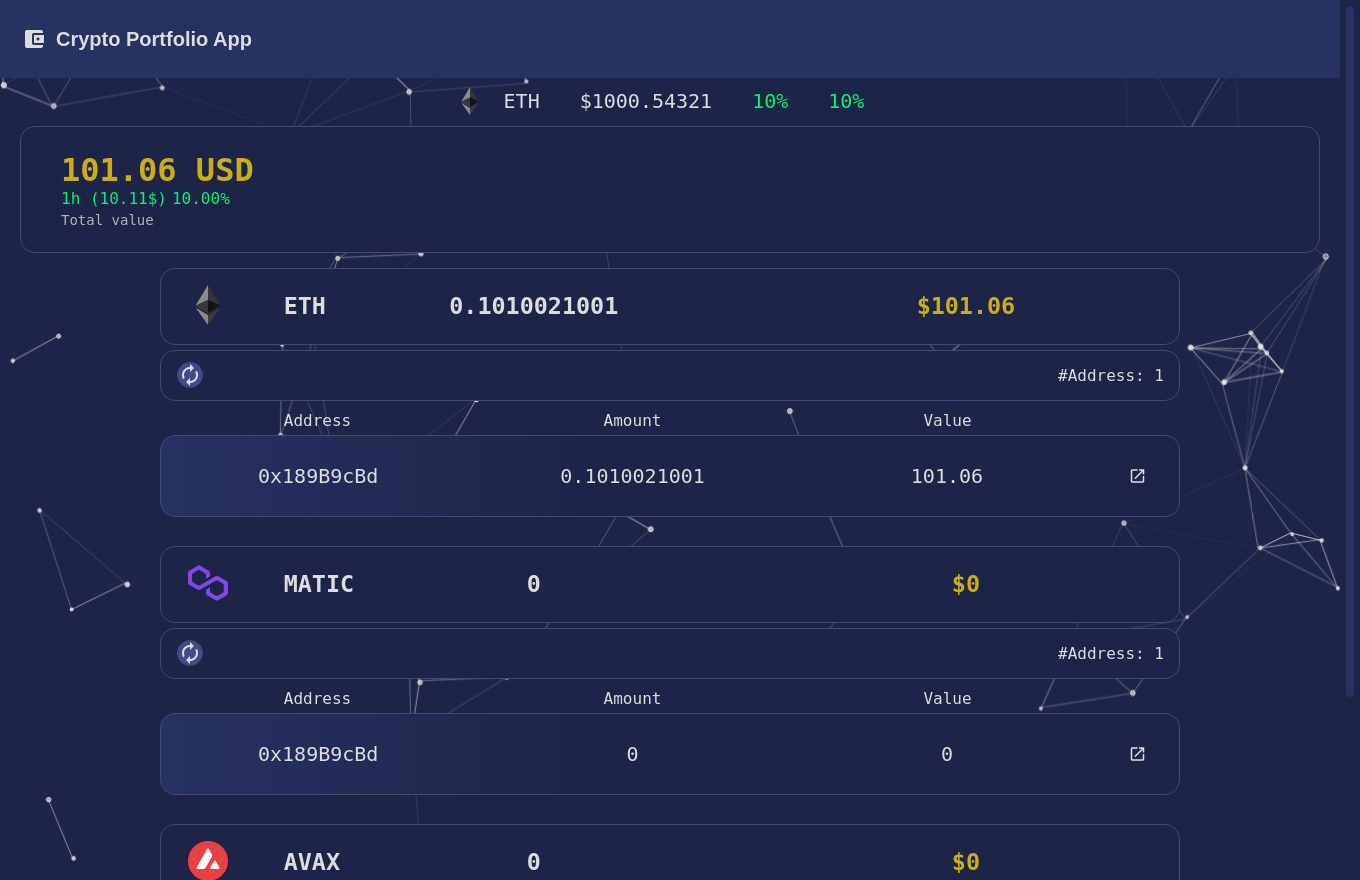 Crypto Portfolio App
ETH $1000.54321 10% 10%
101.06 USD
1h (10.11$) 10.00%
Total value
ETH 0.1010021001 $101.06
#Address: 1
Address Amount Value
0x189B9cBd 0.1010021001 101.06
MATIC 0 $0
#Address: 1
Address Amount Value
0x189B9cBd 0 0
AVAX 0 $0